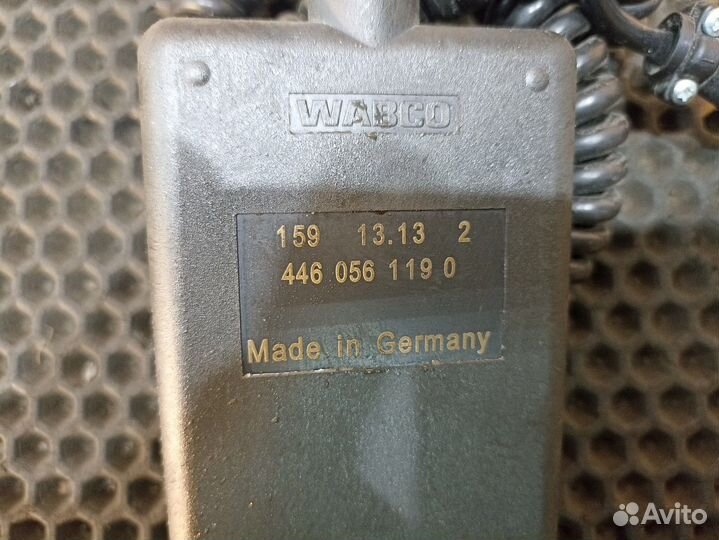 WABCO
159 13.13 2
446 056 119 0
Made in Germany
Avito